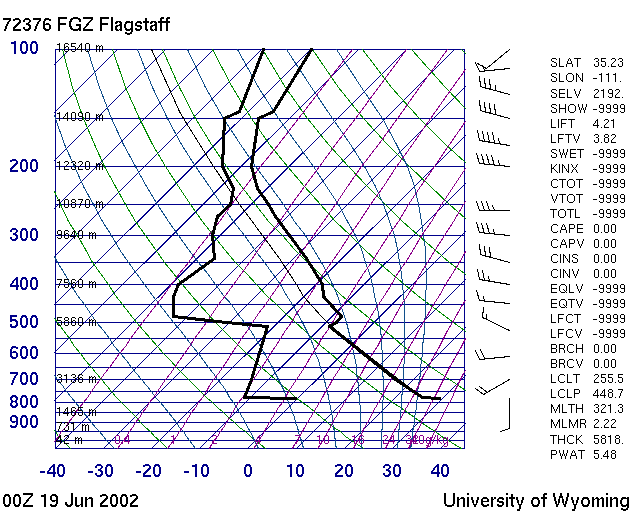 72376 FGZ Flagstaff
100 16540 m
14090 m
200 12320 m
10870 m
300 9640 m
400 7360 m
500 5860 m
600
700 3136 m
800
1465 m
900
42 m 0.4 1 2 4 7 10 16 24 g/kg
-40 -30 -20 -10 0 10 20 30 40
00Z 19 Jun 2002
University of Wyoming
SLAT 35.23
SLON -111.
SELV 2192.
SHOW -9999
LIFT 4.21
LFTV 3.82
SWET -9999
KINX -9999
CTOT -9999
VTOT -9999
TOTL -9999
CAPE 0.00
CAPV 0.00
CINS 0.00
CINV 0.00
EQLV -9999
EQTV -9999
LFCT -9999
LFCV -9999
BRCH 0.00
BRCV 0.00
LCLT 255.5
LCLP 448.7
MLTH 321.3
MLMR 2.22
THCK 5818.
PWAT 5.48